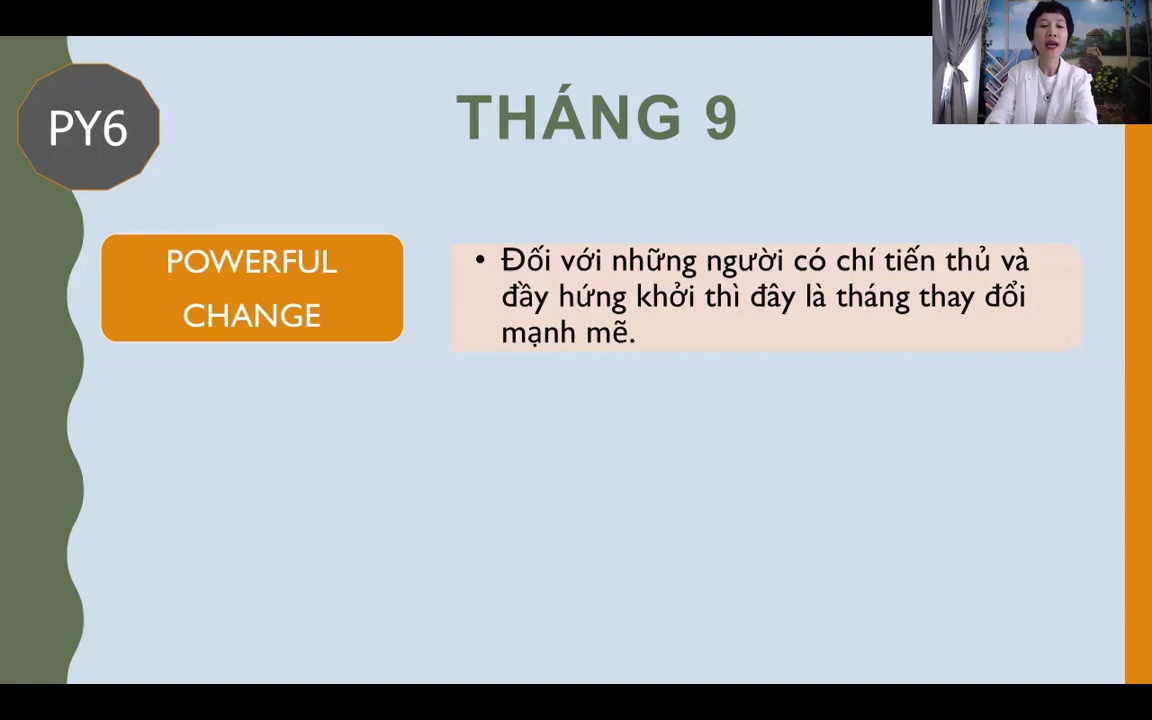 PY6
THÁNG 9
POWERFUL
CHANGE
• Đối với những người có chí tiến thủ và
đầy hứng khởi thì đây là tháng thay đổi
mạnh mẽ.